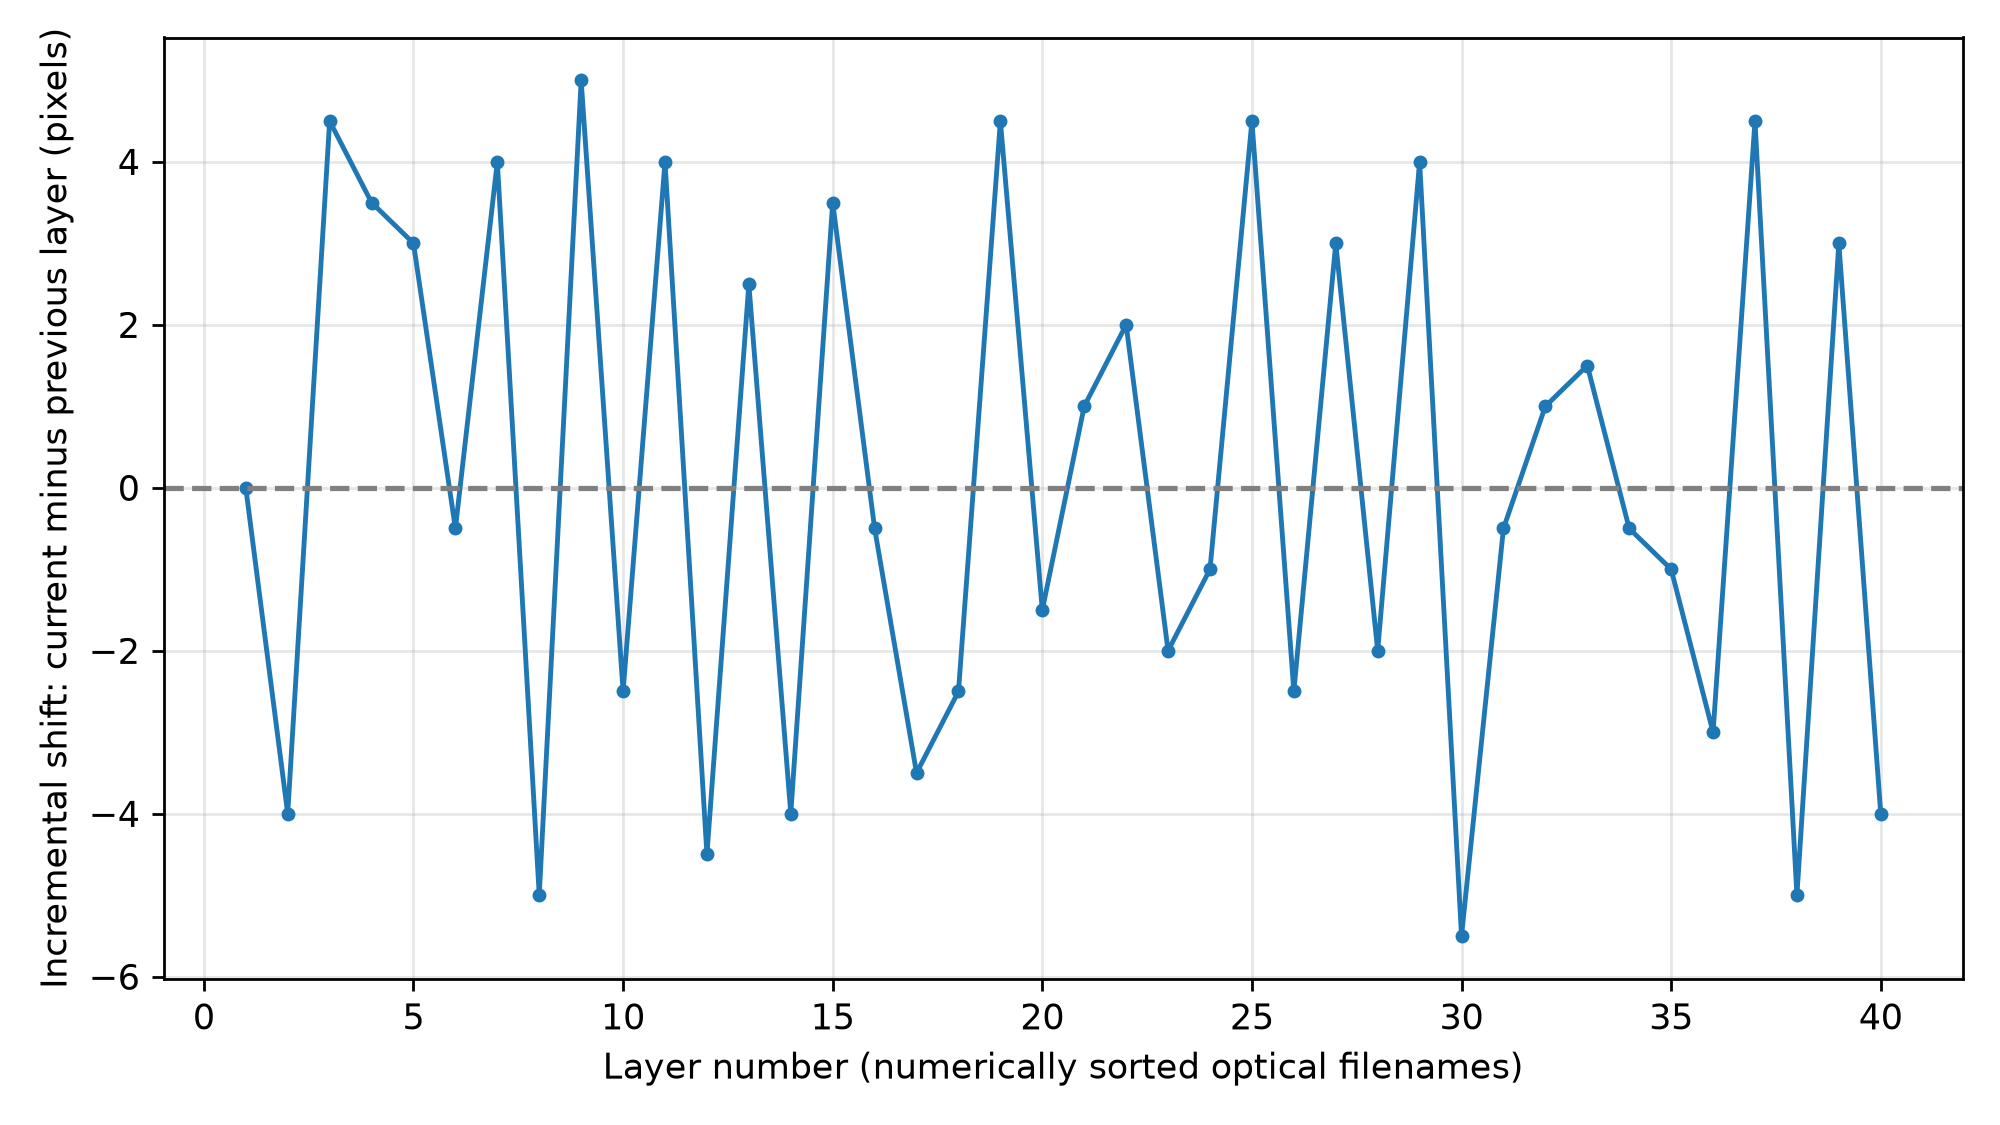 Incremental shift: current minus previous layer (pixels)
4
2
0
−2
−4
−6
0 5 10 15 20 25 30 35 40
Layer number (numerically sorted optical filenames)